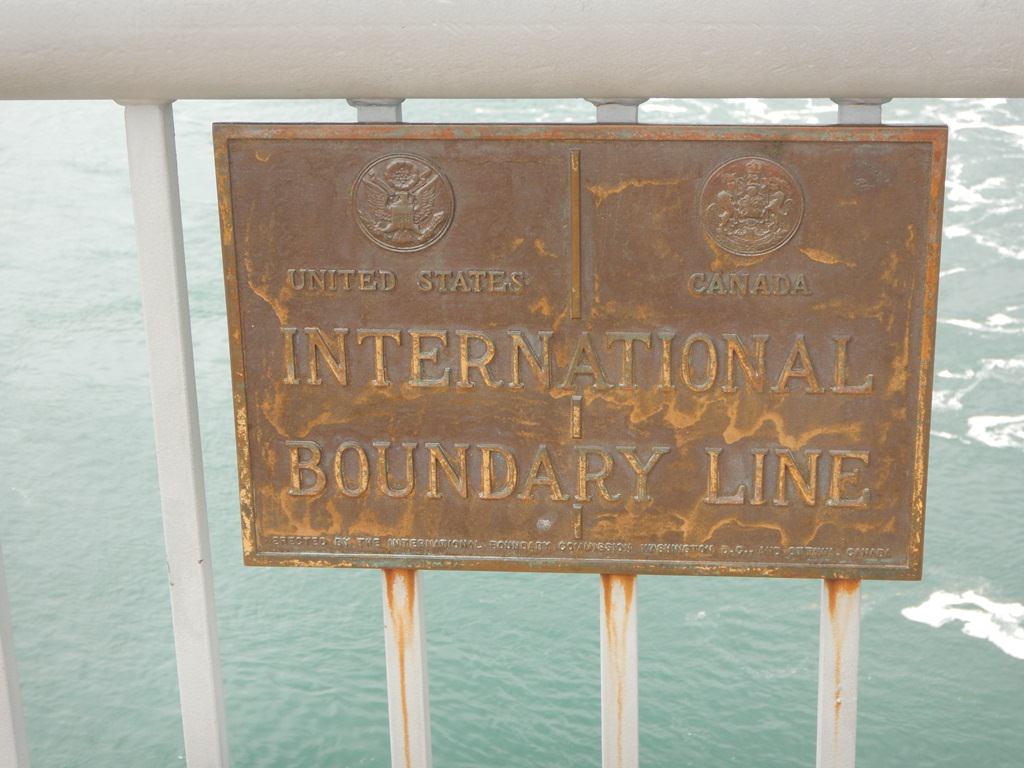 UNITED STATES CANADA
INTERNATIONAL
BOUNDARY LINE
ERECTED BY THE INTERNATIONAL BOUNDARY COMMISSION, WASHINGTON D.C., AND OTTAWA, CANADA